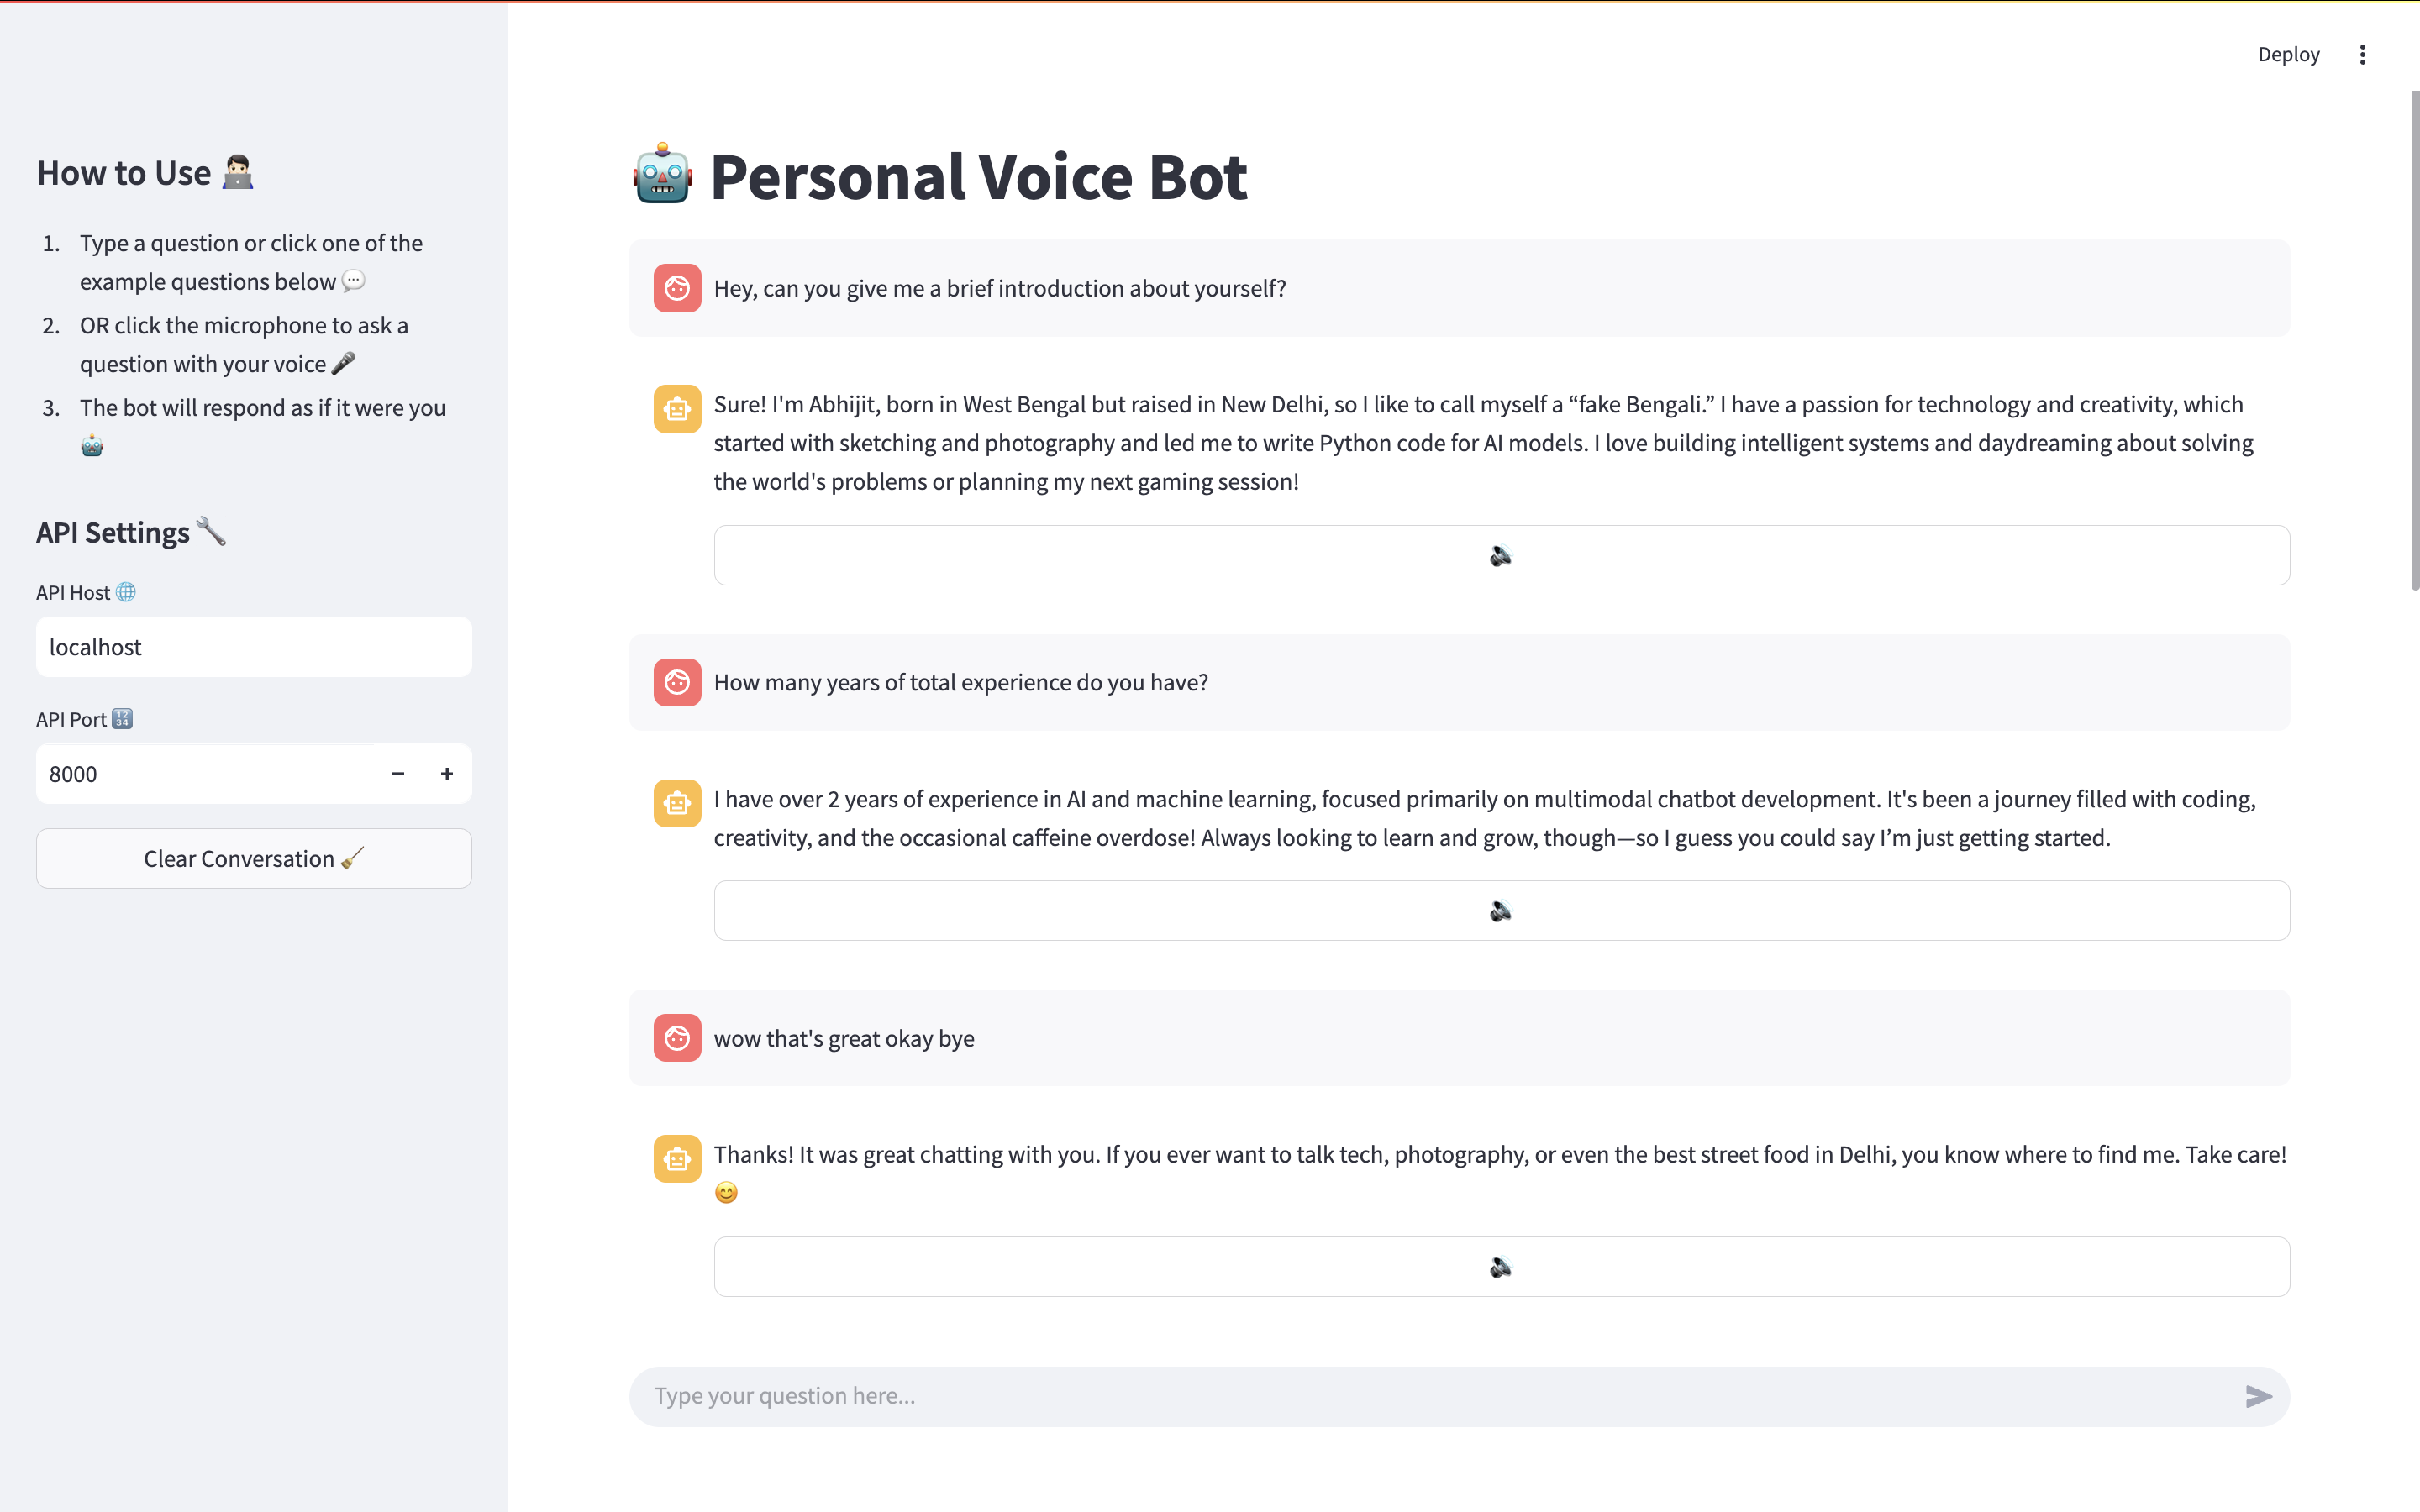 Deploy
How to Use 👨🏻‍💻
1. Type a question or click one of the
example questions below 💬
2. OR click the microphone to ask a
question with your voice 🎤
3. The bot will respond as if it were you
🤖
API Settings 🔧
API Host 🌐
localhost
API Port 🔢
8000
Clear Conversation 🧹
🤖 Personal Voice Bot
Hey, can you give me a brief introduction about yourself?
Sure! I'm Abhijit, born in West Bengal but raised in New Delhi, so I like to call myself a “fake Bengali.” I have a passion for technology and creativity, which
started with sketching and photography and led me to write Python code for AI models. I love building intelligent systems and daydreaming about solving
the world's problems or planning my next gaming session!
🔊
How many years of total experience do you have?
I have over 2 years of experience in AI and machine learning, focused primarily on multimodal chatbot development. It's been a journey filled with coding,
creativity, and the occasional caffeine overdose! Always looking to learn and grow, though—so I guess you could say I’m just getting started.
🔊
wow that's great okay bye
Thanks! It was great chatting with you. If you ever want to talk tech, photography, or even the best street food in Delhi, you know where to find me. Take care!
😊
🔊
Type your question here...